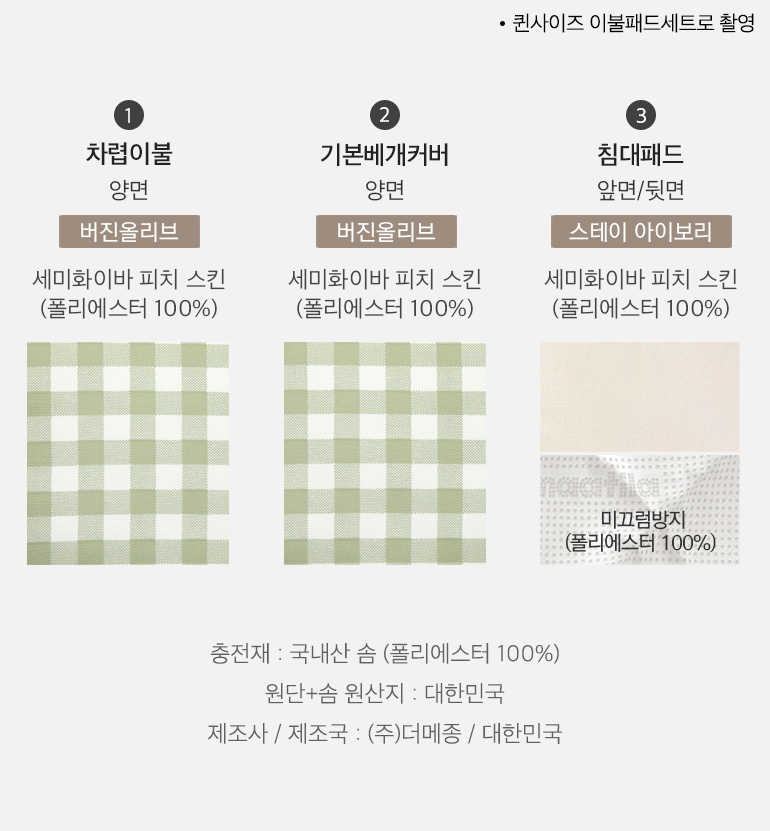 • 퀸사이즈 이불패드세트로 촬영
1
차렵이불
양면
버진올리브
세미화이바 피치 스킨
(폴리에스터 100%)
2
기본베개커버
양면
버진올리브
세미화이바 피치 스킨
(폴리에스터 100%)
3
침대패드
앞면/뒷면
스테이 아이보리
세미화이바 피치 스킨
(폴리에스터 100%)
미끄럼방지
(폴리에스터 100%)
충전재 : 국내산 솜 (폴리에스터 100%)
원단+솜 원산지 : 대한민국
제조사 / 제조국 : (주)더메종 / 대한민국